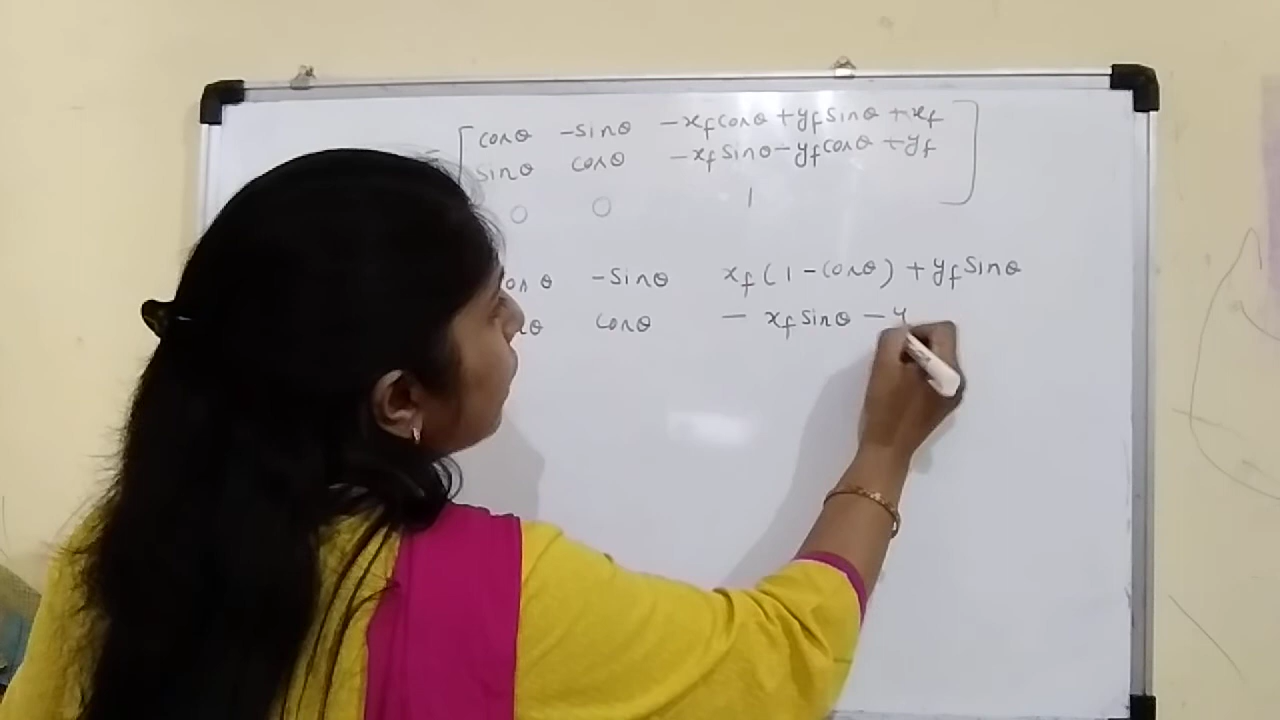 = cosθ -sinθ -x_f cosθ + y_f sinθ + x_f
sinθ cosθ -x_f sinθ - y_f cosθ + y_f
0 0 1
cosθ -sinθ x_f(1-cosθ) + y_f sinθ
cosθ - x_f sinθ - y